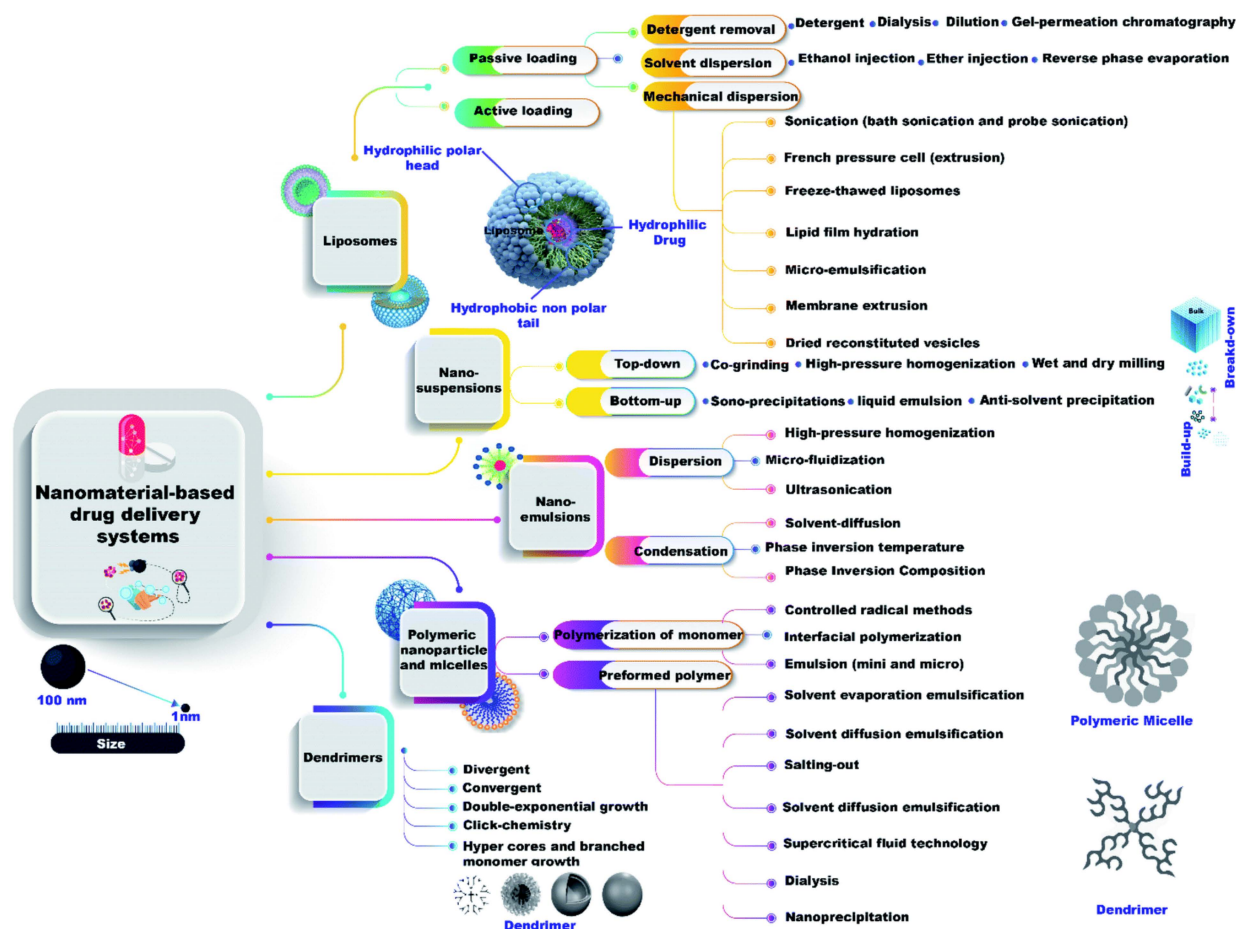 Detergent removal
Detergent • Dialysis • Dilution • Gel-permeation chromatography
Passive loading
Solvent dispersion
Ethanol injection • Ether injection • Reverse phase evaporation
Mechanical dispersion
Active loading
Sonication (bath sonication and probe sonication)
French pressure cell (extrusion)
Freeze-thawed liposomes
Lipid film hydration
Micro-emulsification
Membrane extrusion
Dried reconstituted vesicles
Hydrophilic polar
head
Liposomes
Liposome
Hydrophilic
Drug
Hydrophobic non polar
tail
Bulk
Breakd-own
Build-up
Nano-
suspensions
Top-down
Co-grinding • High-pressure homogenization • Wet and dry milling
Bottom-up
Sono-precipitations • liquid emulsion • Anti-solvent precipitation
Nano-
emulsions
Dispersion
High-pressure homogenization
Micro-fluidization
Ultrasonication
Condensation
Solvent-diffusion
Phase inversion temperature
Phase Inversion Composition
Nanomaterial-based
drug delivery
systems
100 nm
1nm
Size
Polymeric
nanoparticle
and micelles
Polymerization of monomer
Controlled radical methods
Interfacial polymerization
Emulsion (mini and micro)
Preformed polymer
Solvent evaporation emulsification
Solvent diffusion emulsification
Salting-out
Solvent diffusion emulsification
Supercritical fluid technology
Dialysis
Nanoprecipitation
Polymeric Micelle
Dendrimer
Dendrimers
Divergent
Convergent
Double-exponential growth
Click-chemistry
Hyper cores and branched
monomer growth
Dendrimer